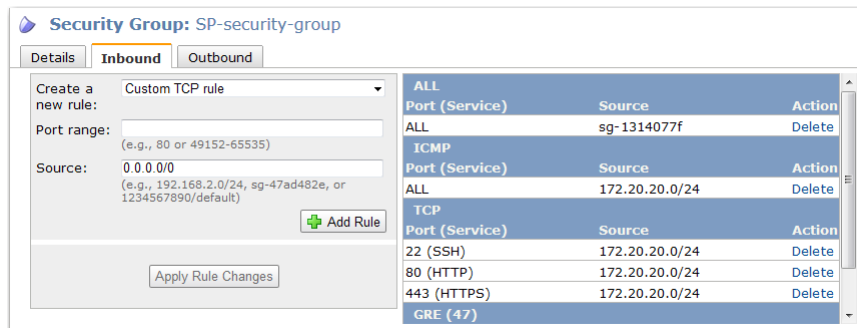 Security Group: SP-security-group
Details Inbound Outbound
Create a new rule: Custom TCP rule
Port range:
(e.g., 80 or 49152-65535)
Source: 0.0.0.0/0
(e.g., 192.168.2.0/24, sg-47ad482e, or
1234567890/default)
Add Rule
Apply Rule Changes
ALL
Port (Service) Source Action
ALL sg-1314077f Delete
ICMP
Port (Service) Source Action
ALL 172.20.20.0/24 Delete
TCP
Port (Service) Source Action
22 (SSH) 172.20.20.0/24 Delete
80 (HTTP) 172.20.20.0/24 Delete
443 (HTTPS) 172.20.20.0/24 Delete
GRE (47)